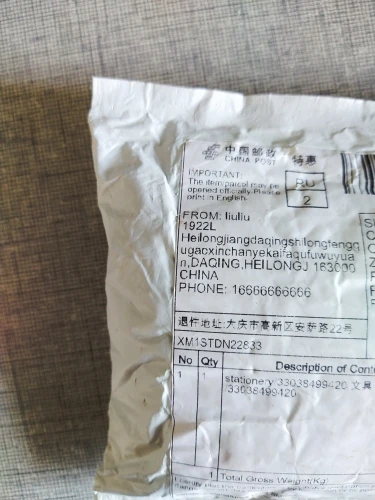 中国邮政
CHINA POST
特惠
IMPORTANT:
The item/parcel may be
opened officially.Please
print in English.
RU
2
FROM: liuliu
1922L
Heilongjiangdaqingshilongfengq
ugaoxinchanyekaifaqufuwuyua
n,DAQING,HEILONGJ 163000
CHINA
PHONE: 16666666666
退件地址:大庆市高新区安萨路22号
XM1STDN22833
No Qty Description of Cont
1 1 stationery 33038499420 文具
33038499420
1 Total Gross Weight(Kg)